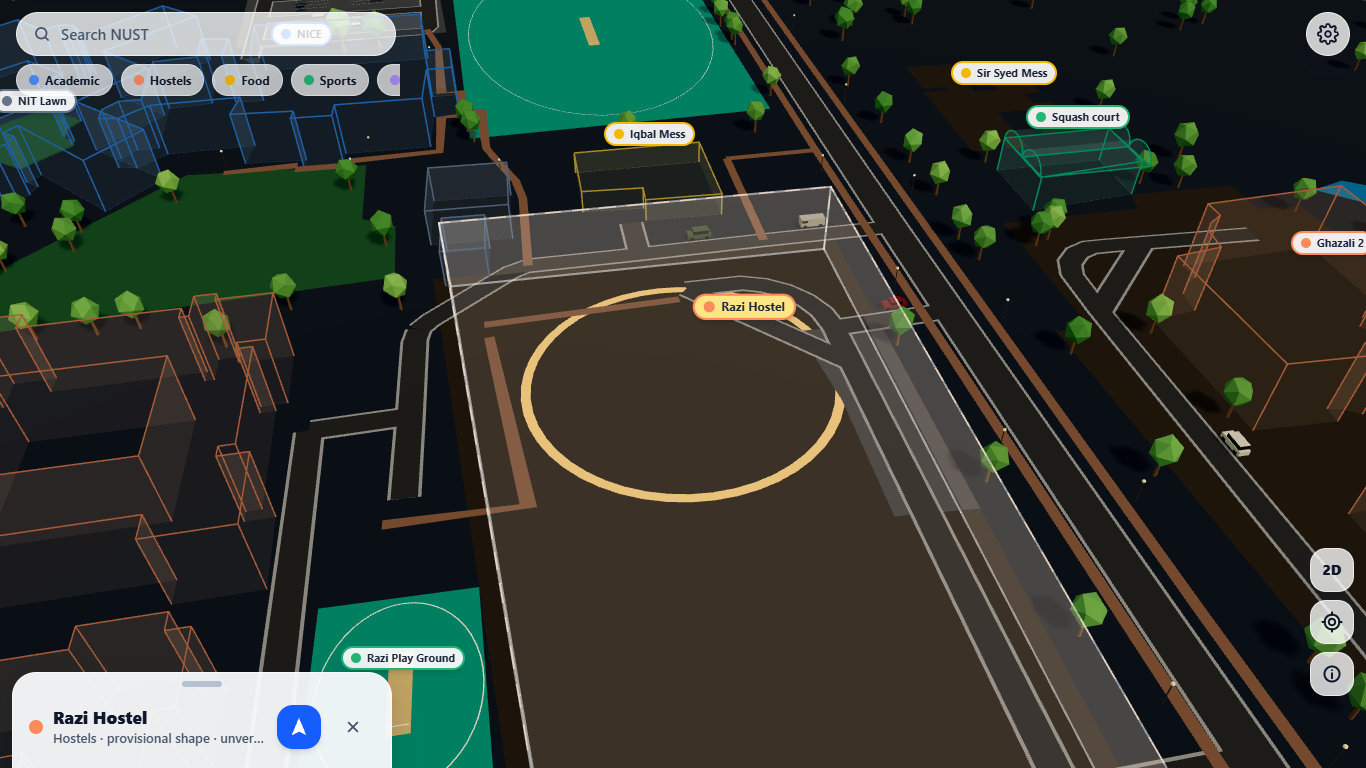 Search NUST
NICE
Academic
Hostels
Food
Sports
NIT Lawn
Sir Syed Mess
Squash court
Iqbal Mess
Ghazali 2
Razi Hostel
2D
Razi Play Ground
Razi Hostel
Hostels · provisional shape · unver...